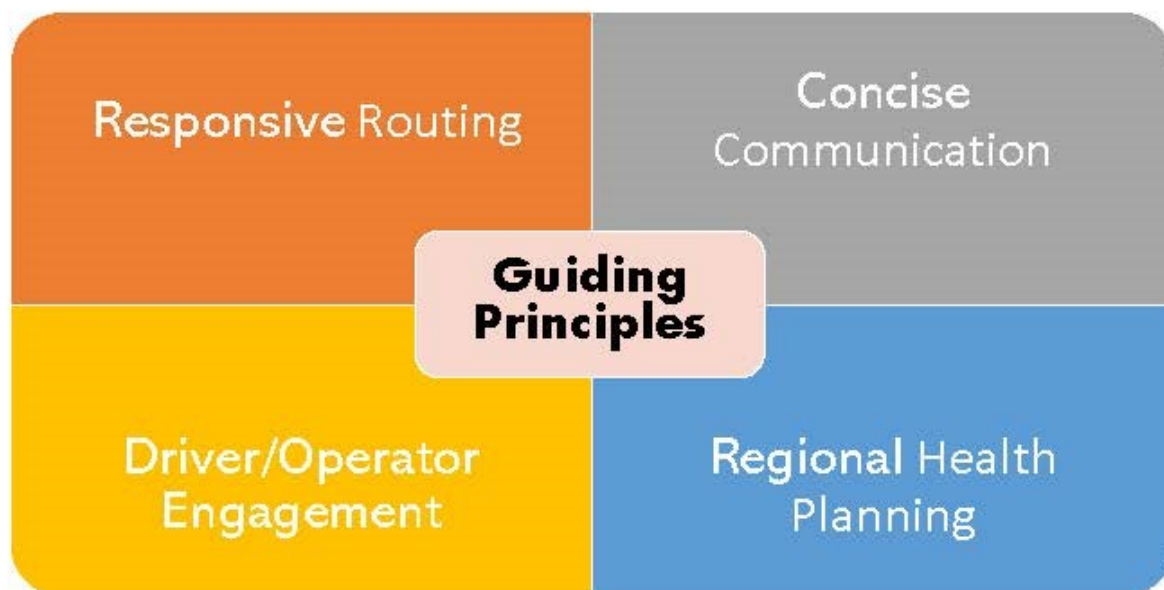 Responsive Routing
Concise
Communication
Guiding
Principles
Driver/Operator
Engagement
Regional Health
Planning